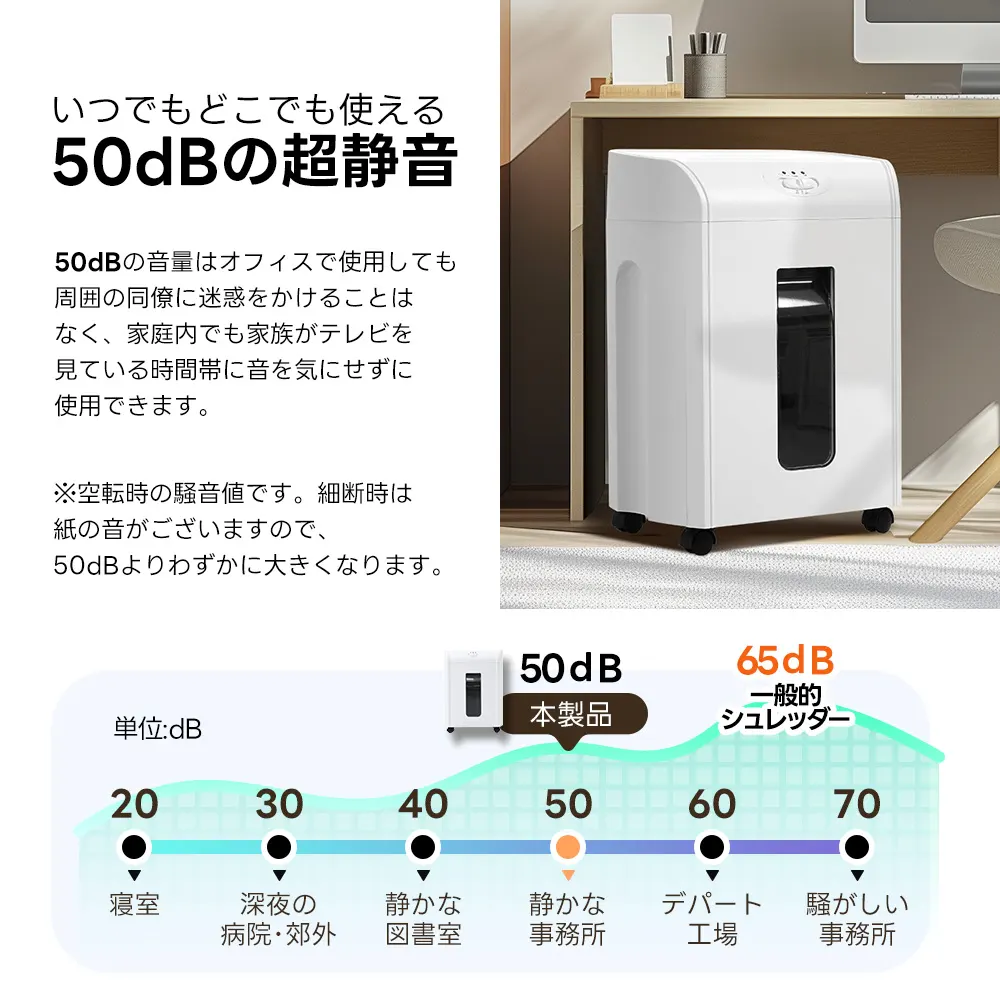 いつでもどこでも使える
50dBの超静音
50dBの音量はオフィスで使用しても
周囲の同僚に迷惑をかけることは
なく、家庭内でも家族がテレビを
見ている時間帯に音を気にせずに
使用できます。
※空転時の騒音値です。細断時は
紙の音がございますので、
50dBよりわずかに大きくなります。
50dB
本製品
65dB
一般的
シュレッダー
単位:dB
20 30 40 50 60 70
寝室
深夜の
病院・郊外
静かな
図書室
静かな
事務所
デパート
工場
騒がしい
事務所